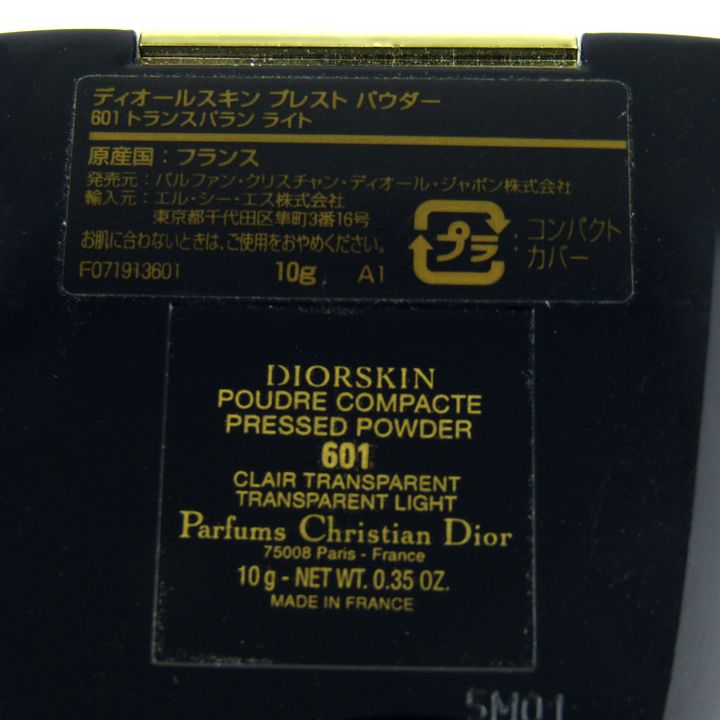 ディオールスキン プレスト パウダー
601 トランスパラン ライト
原産国：フランス
発売元：パルファン・クリスチャン・ディオール・ジャポン株式会社
輸入元：エル・シー・エス株式会社
東京都千代田区隼町3番16号
お肌に合わないときは、ご使用をおやめください。
F071913601 10g A1
プラ
：コンパクト
カバー
DIORSKIN
POUDRE COMPACTE
PRESSED POWDER
601
CLAIR TRANSPARENT
TRANSPARENT LIGHT
Parfums Christian Dior
75008 Paris - France
10 g - NET WT. 0.35 OZ.
MADE IN FRANCE
5M01